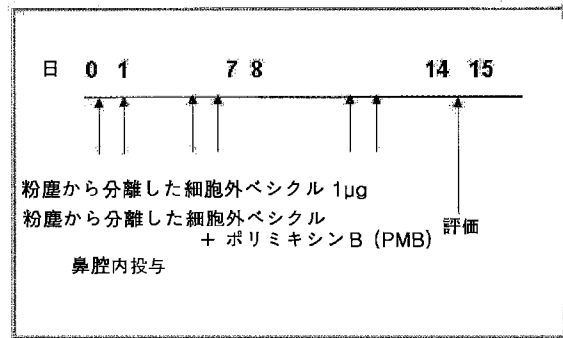 日 0 1 7 8 14 15
粉塵から分離した細胞外ベシクル 1μg
粉塵から分離した細胞外ベシクル
+ ポリミキシンB (PMB)
評価
鼻腔内投与